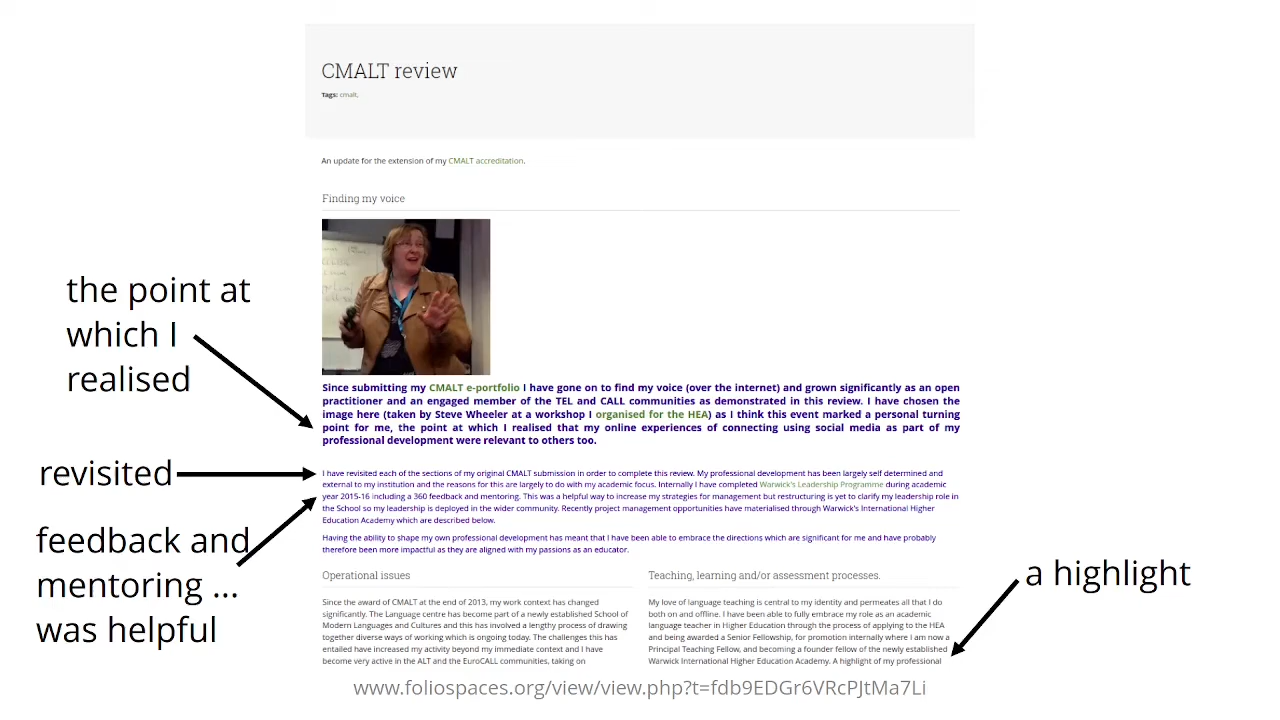 CMALT review
Tags: cmalt.
An update for the extension of my CMALT accreditation.
Finding my voice
the point at
which I
realised
Since submitting my CMALT e-portfolio I have gone on to find my voice (over the internet) and grown significantly as an open
practitioner and an engaged member of the TEL and CALL communities as demonstrated in this review. I have chosen the
image here (taken by Steve Wheeler at a workshop I organised for the HEA) as I think this event marked a personal turning
point for me, the point at which I realised that my online experiences of connecting using social media as part of my
professional development were relevant to others too.
revisited
I have revisited each of the sections of my original CMALT submission in order to complete this review. My professional development has been largely self determined and
external to my institution and the reasons for this are largely to do with my academic focus. Internally I have completed Warwick's Leadership Programme during academic
year 2015-16 including a 360 feedback and mentoring. This was a helpful way to increase my strategies for management but restructuring is yet to clarify my leadership role in
the School so my leadership is deployed in the wider community. Recently project management opportunities have materialised through Warwick's International Higher
Education Academy which are described below.
feedback and
mentoring ...
was helpful
Having the ability to shape my own professional development has meant that I have been able to embrace the directions which are significant for me and have probably
therefore been more impactful as they are aligned with my passions as an educator.
Operational issues
Since the award of CMALT at the end of 2013, my work context has changed
significantly. The Language centre has become part of a newly established School of
Modern Languages and Cultures and this has involved a lengthy process of drawing
together diverse ways of working which is ongoing today. The challenges this has
entailed have increased my activity beyond my immediate context and I have
become very active in the ALT and the EuroCALL communities, taking on
Teaching, learning and/or assessment processes.
My love of language teaching is central to my identity and permeates all that I do
both on and offline. I have been able to fully embrace my role as an academic
language teacher in Higher Education through the process of applying to the HEA
and being awarded a Senior Fellowship, for promotion internally where I am now a
Principal Teaching Fellow, and becoming a founder fellow of the newly established
Warwick International Higher Education Academy. A highlight of my professional
a highlight
www.foliospaces.org/view/view.php?t=fdb9EDGr6VRcPJtMa7Li